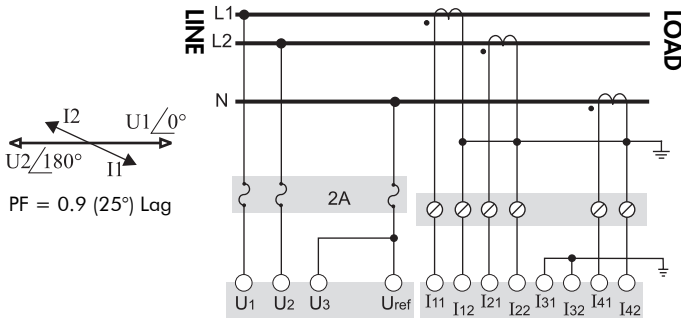 L1
LINE
LOAD
L2
N
I2
U1/0°
U2/180°
I1
PF = 0.9 (25°) Lag
2A
U1
U2
U3
Uref
I11
I12
I21
I22
I31
I32
I41
I42